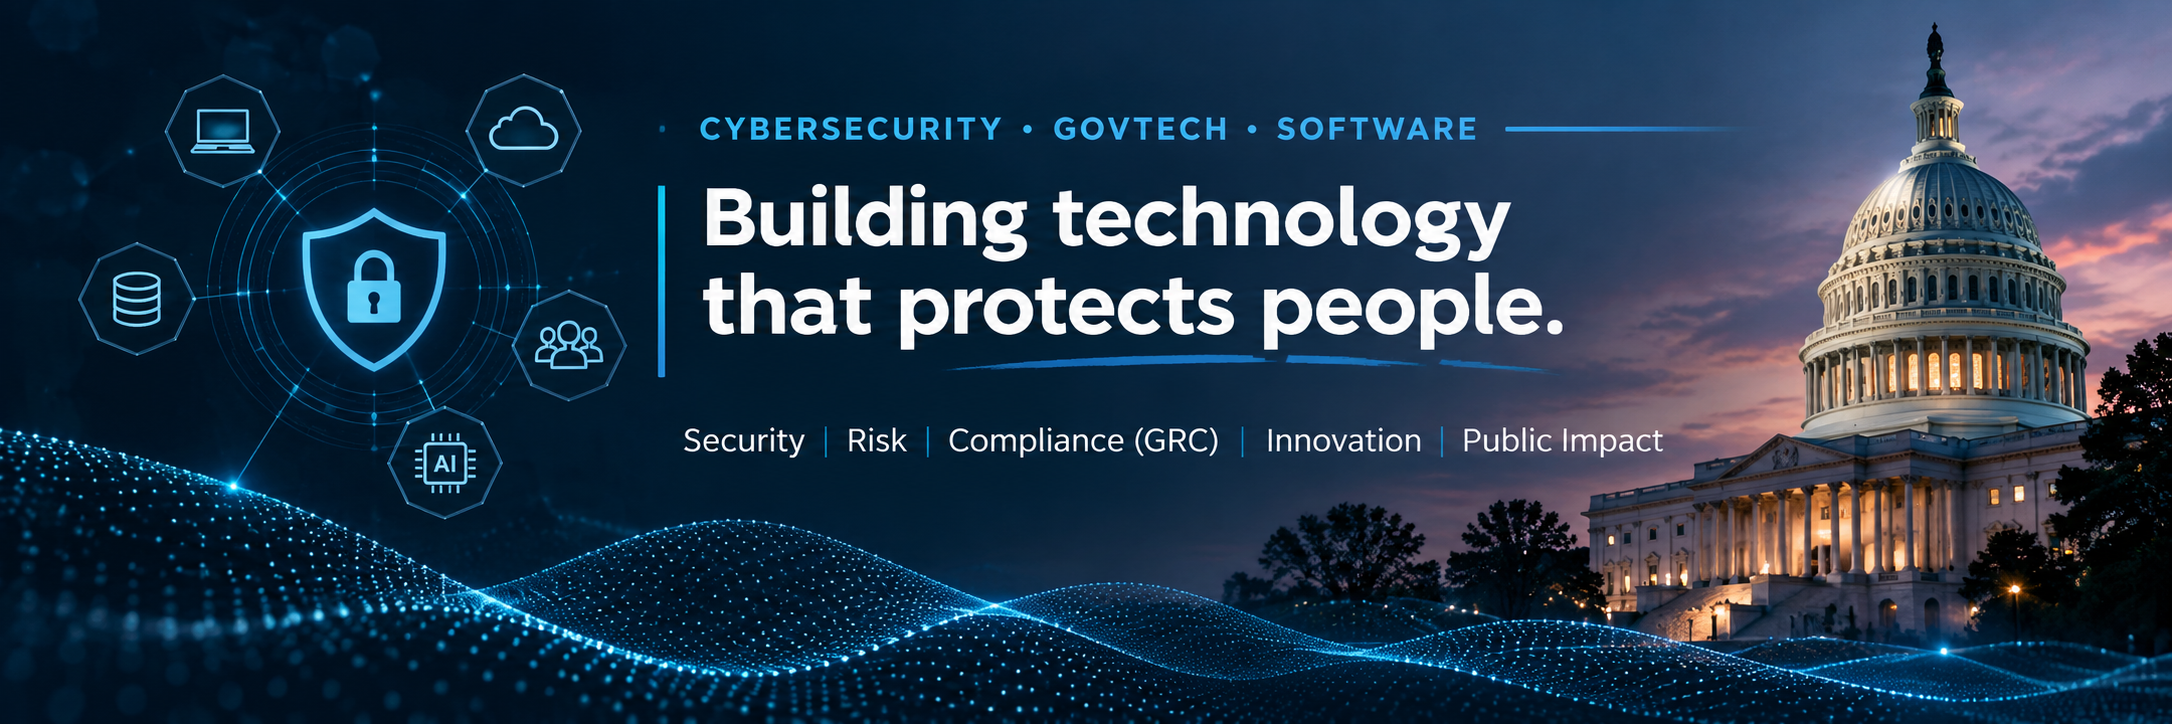 CYBERSECURITY • GOVTECH • SOFTWARE
Building technology
that protects people.
Security | Risk | Compliance (GRC) | Innovation | Public Impact
AI